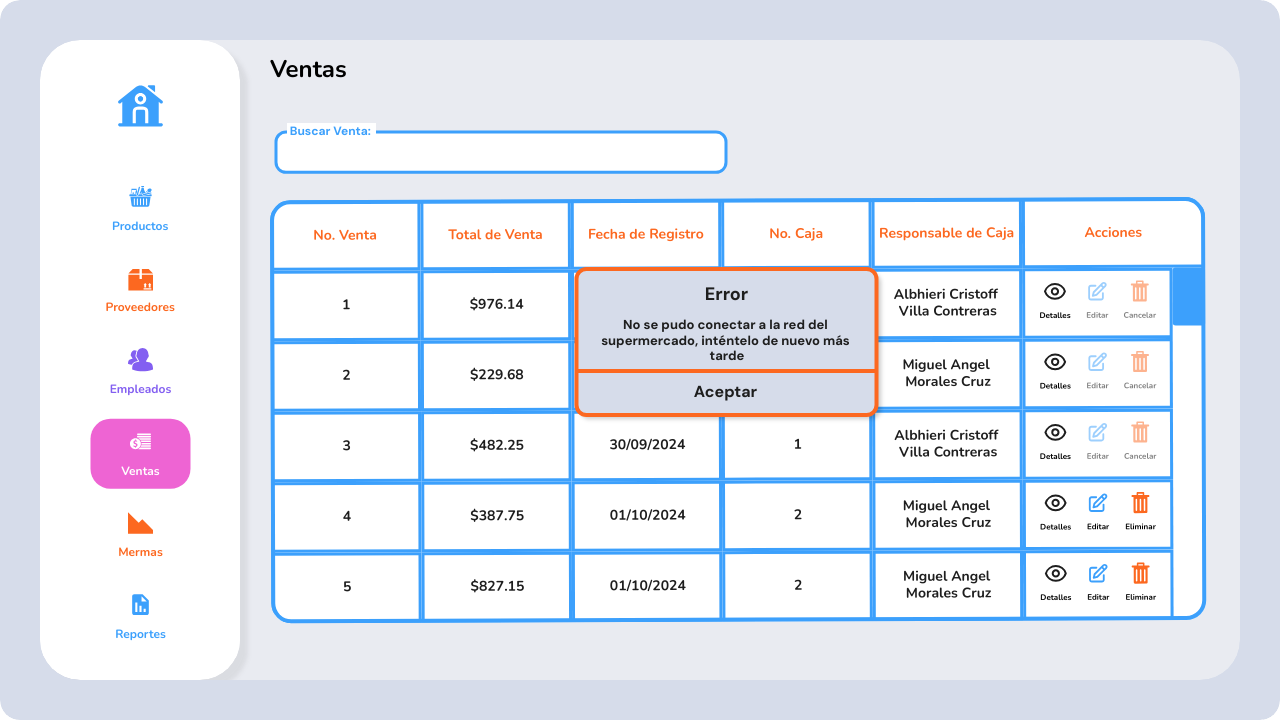 Ventas
Buscar Venta:
Productos
Proveedores
Empleados
Ventas
Mermas
Reportes
No. Venta Total de Venta Fecha de Registro No. Caja Responsable de Caja Acciones
1 $976.14 Albhieri Cristoff
Villa Contreras
Detalles Editar Cancelar
2 $229.68 Miguel Angel
Morales Cruz
Detalles Editar Cancelar
Error
No se pudo conectar a la red del
supermercado, inténtelo de nuevo más
tarde
Aceptar
3 $482.25 30/09/2024 1 Albhieri Cristoff
Villa Contreras
Detalles Editar Cancelar
4 $387.75 01/10/2024 2 Miguel Angel
Morales Cruz
Detalles Editar Eliminar
5 $827.15 01/10/2024 2 Miguel Angel
Morales Cruz
Detalles Editar Eliminar